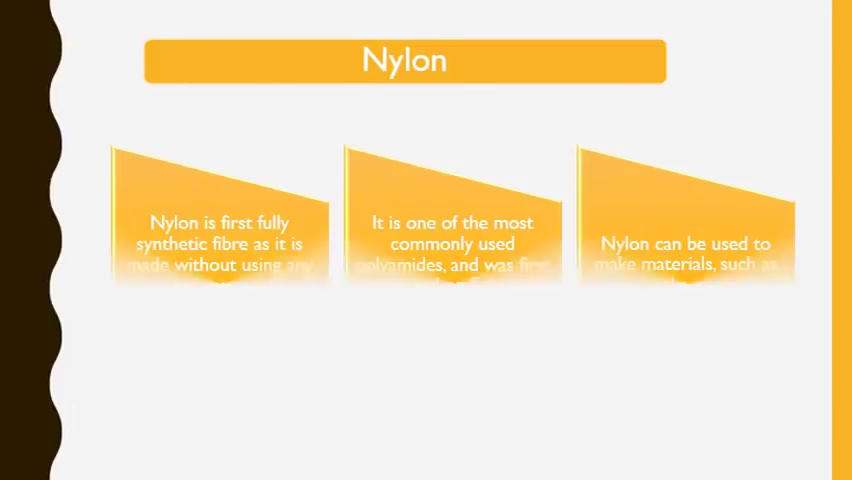 Nylon
Nylon is first fully
synthetic fibre as it is
made without using any
It is one of the most
commonly used
polyamides, and was first
Nylon can be used to
make materials, such as